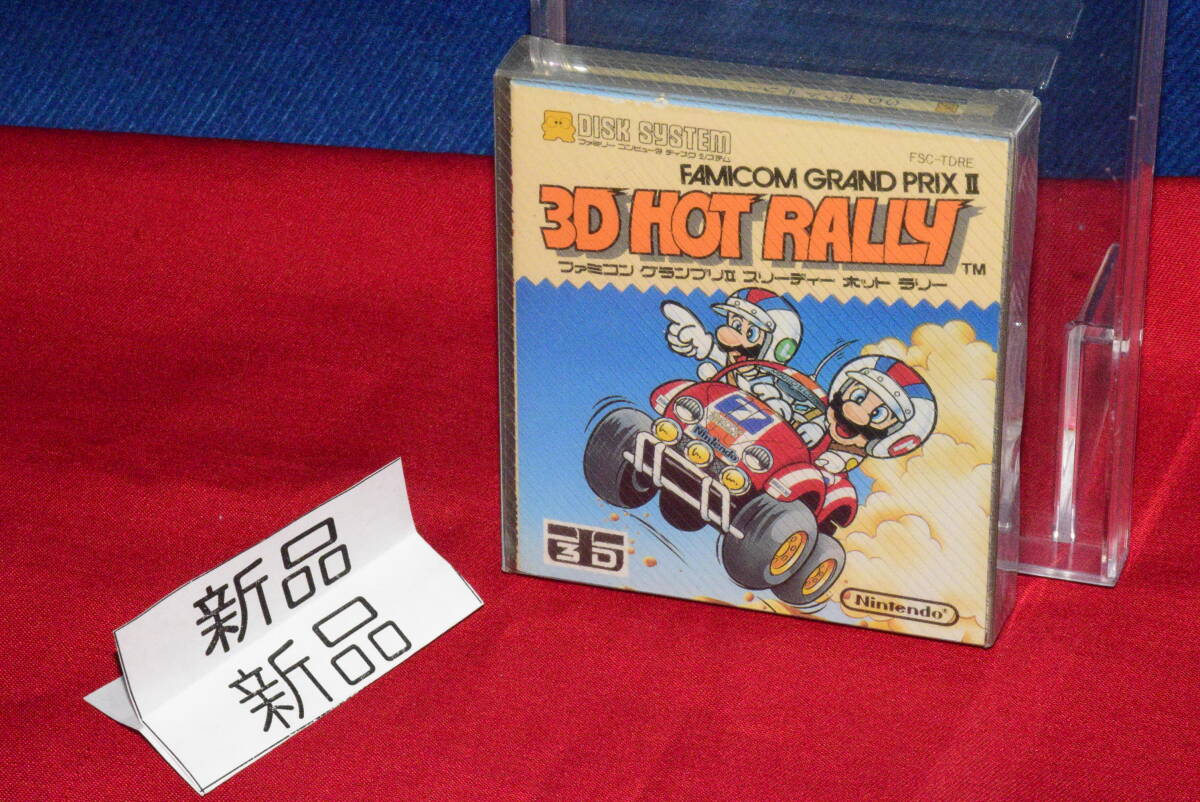 DISK SYSTEM
ファミリー コンピュータ ディスク システム
FSC-TDRE
FAMICOM GRAND PRIX II
3D HOT RALLY
TM
ファミコン グランプリII スリーディー ホット ラリー
Nintendo
3D
Nintendo
新品
新品